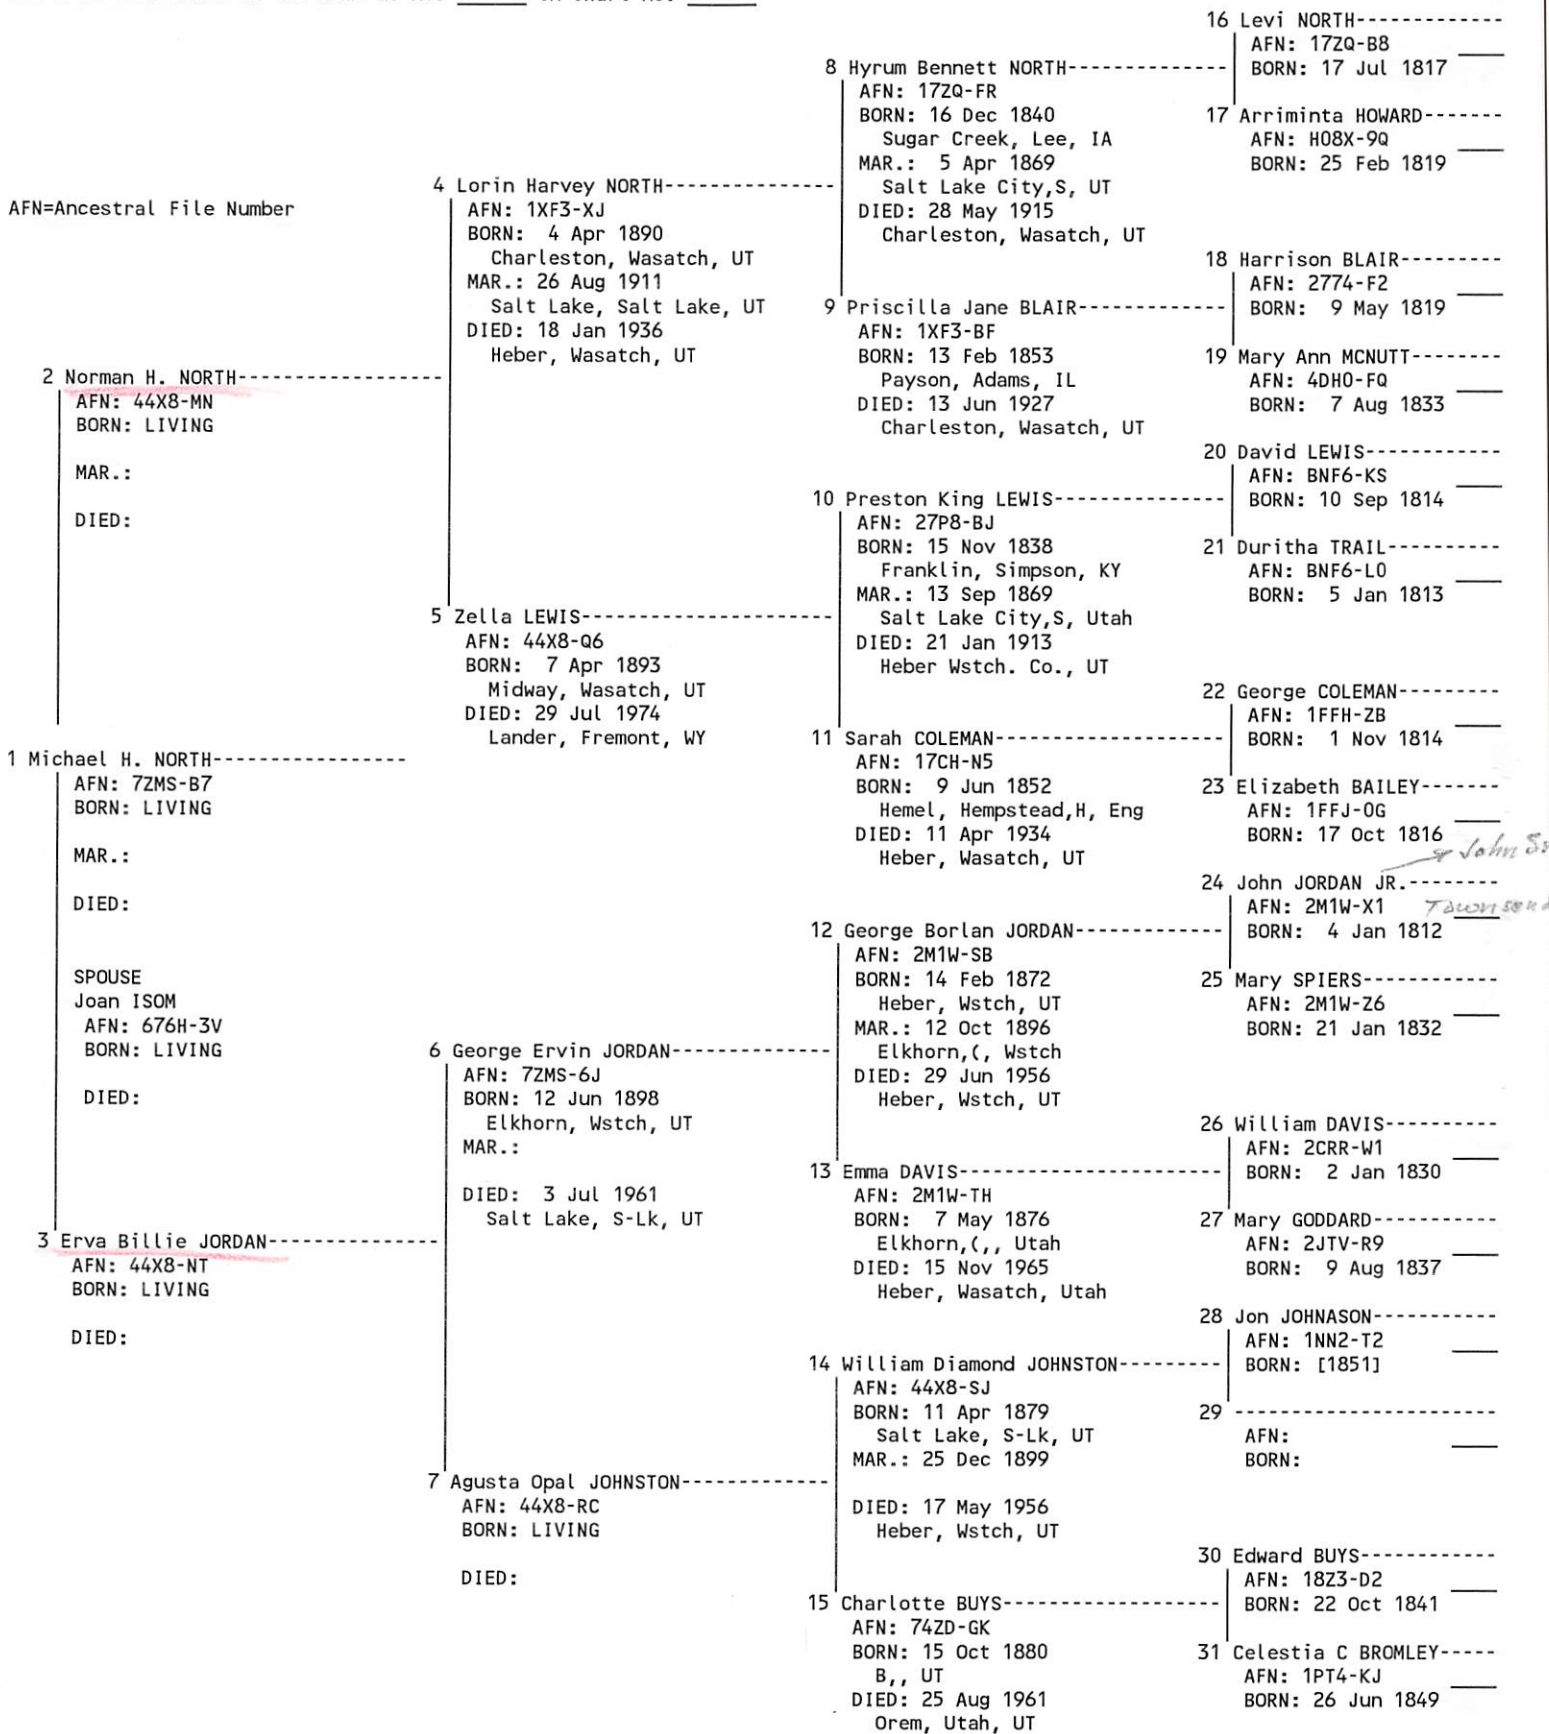 16 Levi NORTH-------------
AFN: 17ZQ-B8
BORN: 17 Jul 1817
8 Hyrum Bennett NORTH--------------
AFN: 17ZQ-FR
BORN: 16 Dec 1840
Sugar Creek, Lee, IA
MAR.: 5 Apr 1869
Salt Lake City,S, UT
DIED: 28 May 1915
Charleston, Wasatch, UT
17 Arriminta HOWARD-------
AFN: H08X-9Q
BORN: 25 Feb 1819
4 Lorin Harvey NORTH---------------
AFN: 1XF3-XJ
BORN: 4 Apr 1890
Charleston, Wasatch, UT
MAR.: 26 Aug 1911
Salt Lake, Salt Lake, UT
DIED: 18 Jan 1936
Heber, Wasatch, UT
AFN=Ancestral File Number
18 Harrison BLAIR---------
AFN: 2774-F2
BORN: 9 May 1819
9 Priscilla Jane BLAIR-------------
AFN: 1XF3-BF
BORN: 13 Feb 1853
Payson, Adams, IL
DIED: 13 Jun 1927
Charleston, Wasatch, UT
19 Mary Ann MCNUTT--------
AFN: 4DH0-FQ
BORN: 7 Aug 1833
2 Norman H. NORTH-----------------
AFN: 44X8-MN
BORN: LIVING
MAR.:
DIED:
20 David LEWIS------------
AFN: BNF6-KS
BORN: 10 Sep 1814
10 Preston King LEWIS---------------
AFN: 27P8-BJ
BORN: 15 Nov 1838
Franklin, Simpson, KY
MAR.: 13 Sep 1869
Salt Lake City,S, Utah
DIED: 21 Jan 1913
Heber Wstch. Co., UT
21 Duritha TRAIL----------
AFN: BNF6-L0
BORN: 5 Jan 1813
5 Zella LEWIS----------------------
AFN: 44X8-Q6
BORN: 7 Apr 1893
Midway, Wasatch, UT
DIED: 29 Jul 1974
Lander, Fremont, WY
22 George COLEMAN---------
AFN: 1FFH-ZB
BORN: 1 Nov 1814
11 Sarah COLEMAN--------------------
AFN: 17CH-N5
BORN: 9 Jun 1852
Hemel, Hempstead,H, Eng
DIED: 11 Apr 1934
Heber, Wasatch, UT
23 Elizabeth BAILEY-------
AFN: 1FFJ-0G
BORN: 17 Oct 1816
1 Michael H. NORTH----------------
AFN: 7ZMS-B7
BORN: LIVING
MAR.:
DIED:
SPOUSE
Joan ISOM
AFN: 676H-3V
BORN: LIVING
DIED:
John
24 John JORDAN JR.--------
AFN: 2M1W-X1
Townsend
BORN: 4 Jan 1812
12 George Borlan JORDAN-------------
AFN: 2M1W-SB
BORN: 14 Feb 1872
Heber, Wstch, UT
MAR.: 12 Oct 1896
Elkhorn,(, Wstch
DIED: 29 Jun 1956
Heber, Wstch, UT
25 Mary SPIERS------------
AFN: 2M1W-Z6
BORN: 21 Jan 1832
6 George Ervin JORDAN--------------
AFN: 7ZMS-6J
BORN: 12 Jun 1898
Elkhorn, Wstch, UT
MAR.:
DIED: 3 Jul 1961
Salt Lake, S-Lk, UT
26 William DAVIS----------
AFN: 2CRR-W1
BORN: 2 Jan 1830
13 Emma DAVIS-----------------------
AFN: 2M1W-TH
BORN: 7 May 1876
Elkhorn,(,, Utah
DIED: 15 Nov 1965
Heber, Wasatch, Utah
27 Mary GODDARD-----------
AFN: 2JTV-R9
BORN: 9 Aug 1837
3 Erva Billie JORDAN--------------
AFN: 44X8-NT
BORN: LIVING
DIED:
28 Jon JOHNASON-----------
AFN: 1NN2-T2
BORN: [1851]
14 William Diamond JOHNSTON---------
AFN: 44X8-SJ
BORN: 11 Apr 1879
Salt Lake, S-Lk, UT
MAR.: 25 Dec 1899
DIED: 17 May 1956
Heber, Wstch, UT
29 -----------------------
AFN:
BORN:
7 Agusta Opal JOHNSTON-------------
AFN: 44X8-RC
BORN: LIVING
DIED:
30 Edward BUYS------------
AFN: 18Z3-D2
BORN: 22 Oct 1841
15 Charlotte BUYS-------------------
AFN: 74ZD-GK
BORN: 15 Oct 1880
B,, UT
DIED: 25 Aug 1961
Orem, Utah, UT
31 Celestia C BROMLEY-----
AFN: 1PT4-KJ
BORN: 26 Jun 1849